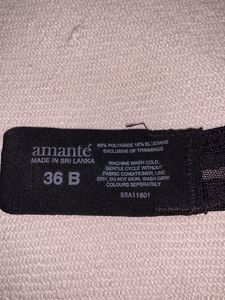 amanté
MADE IN SRI LANKA
36 B
82% POLYAMIDE 18% ELASTANE
EXCLUSIVE OF TRIMMINGS
MACHINE WASH COLD,
GENTLE CYCLE WITHOUT
FABRIC CONDITIONER, LINE
DRY, DO NOT IRON, WASH DARK
COLOURS SEPERATELY.
BRA11801